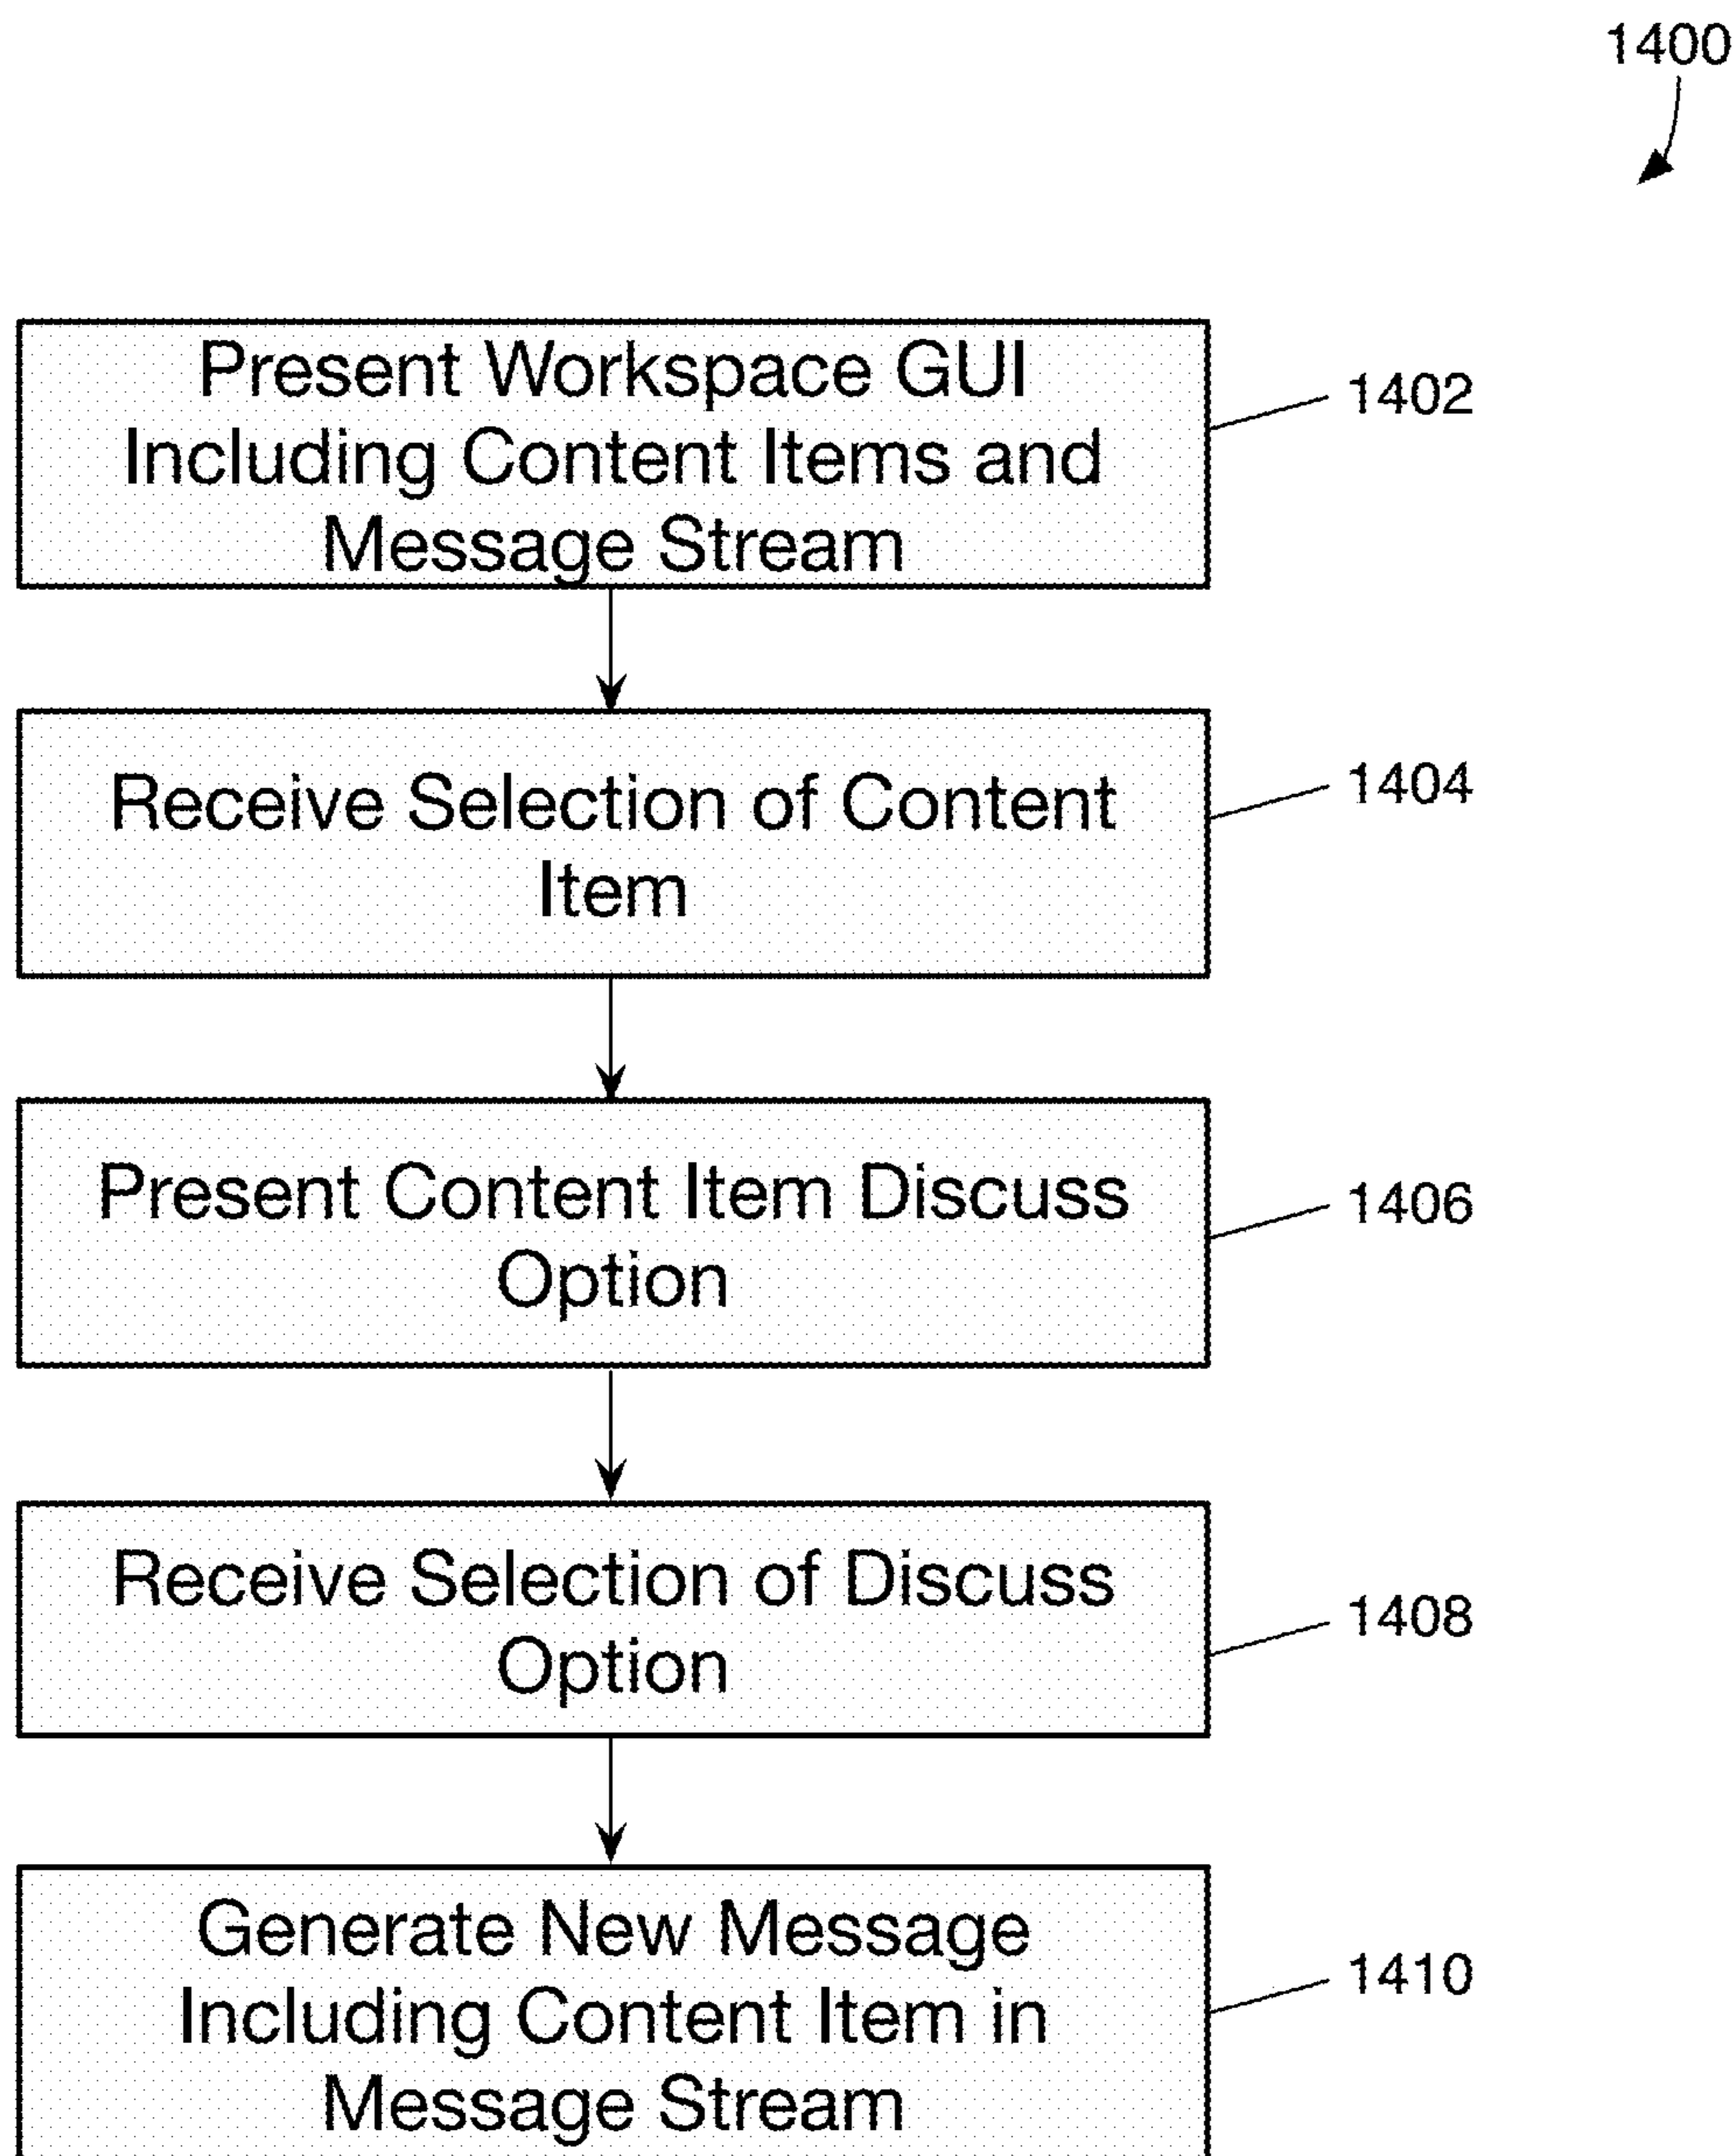 1400
Present Workspace GUI
Including Content Items and
Message Stream
1402
Receive Selection of Content
Item
1404
Present Content Item Discuss
Option
1406
Receive Selection of Discuss
Option
1408
Generate New Message
Including Content Item in
Message Stream
1410